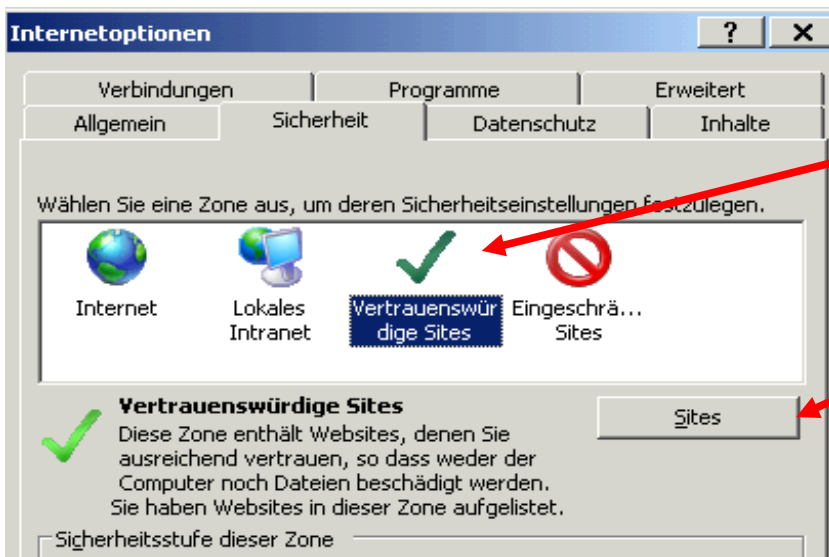 Internetoptionen
Verbindungen Programme Erweitert
Allgemein Sicherheit Datenschutz Inhalte
Wählen Sie eine Zone aus, um deren Sicherheitseinstellungen festzulegen.
Internet Lokales Vertrauenswür Eingeschrä...
Intranet dige Sites Sites
Vertrauenswürdige Sites
Sites
Diese Zone enthält Websites, denen Sie
ausreichend vertrauen, so dass weder der
Computer noch Dateien beschädigt werden.
Sie haben Websites in dieser Zone aufgelistet.
Sicherheitsstufe dieser Zone